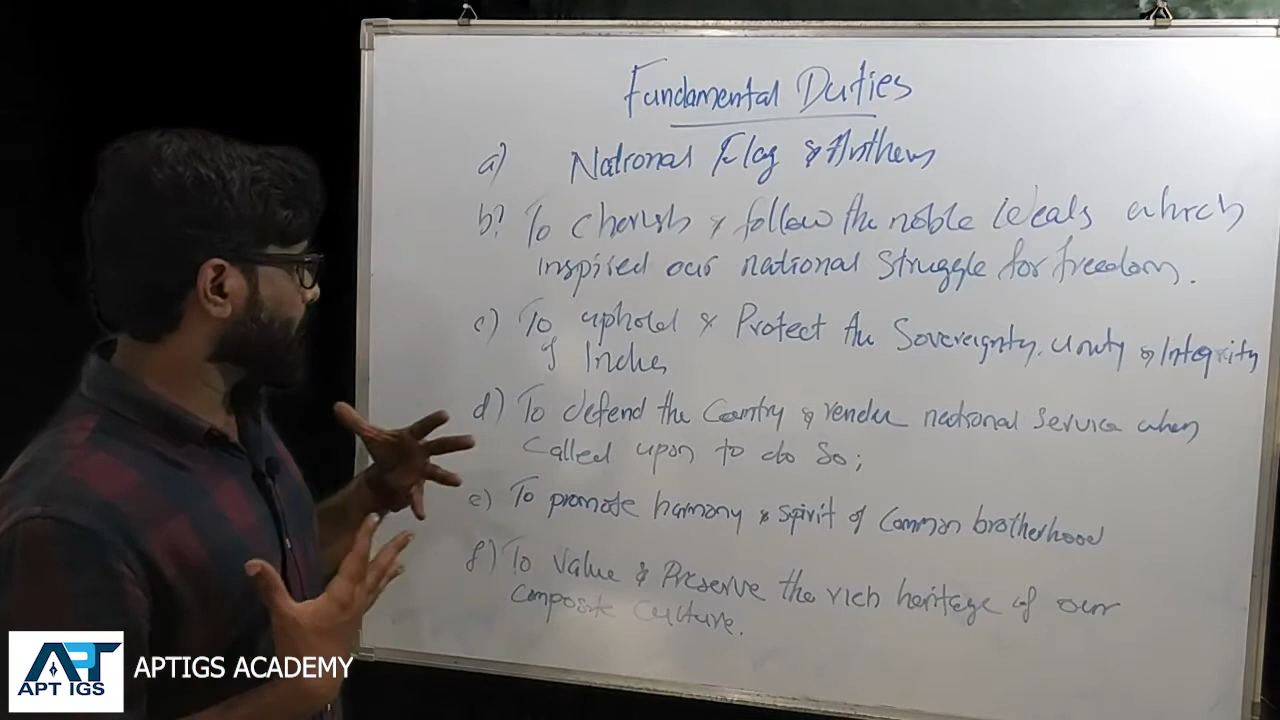 Fundamental Duties
a) National Flag & Anthem
b) To cherish & follow the noble ideals which
inspired our national struggle for freedom.
c) To uphold & Protect the Sovereignty, Unity & Integrity
of India
d) To defend the Country & render national service when
called upon to do so;
e) To promote harmony & spirit of Common brotherhood
f) To Value & Preserve the rich heritage of our
Composite Culture.
APT
APT IGS
APTIGS ACADEMY